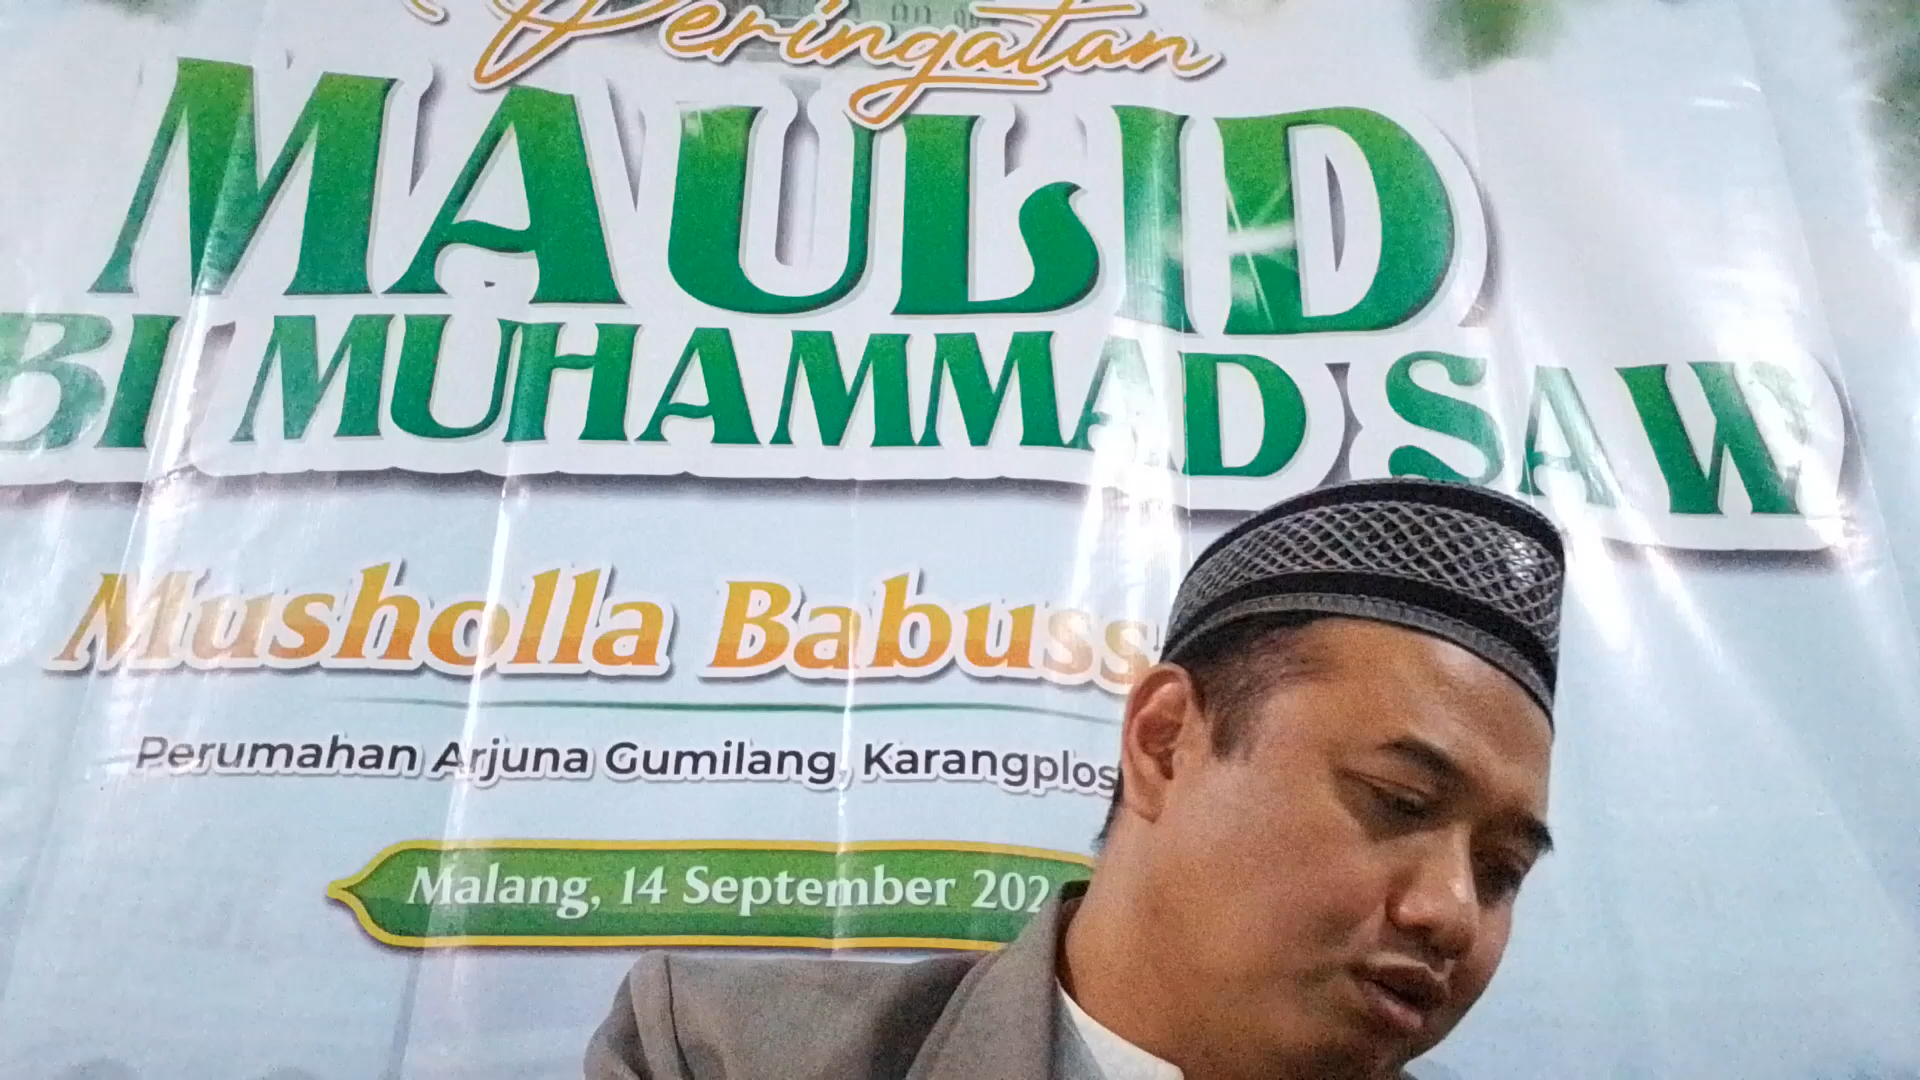 Peringatan
MAULID
BI MUHAMMAD SAW
Musholla Babuss
Perumahan Arjuna Gumilang, Karangplos
Malang, 14 September 202